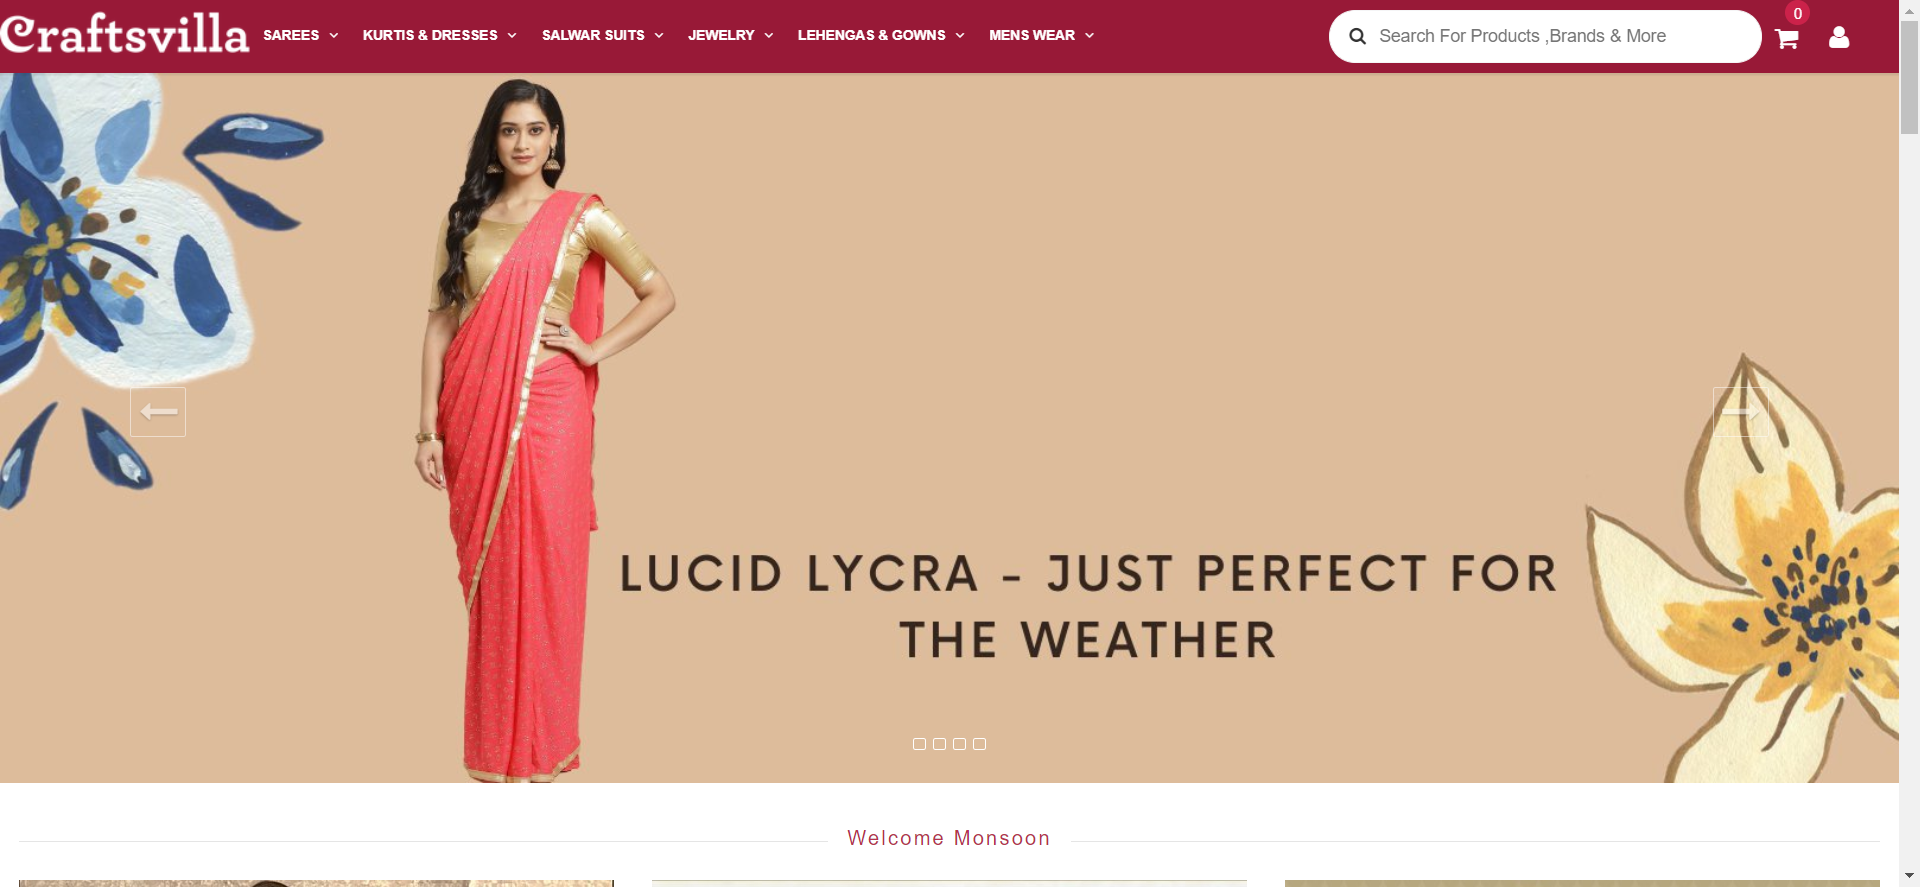 Craftsvilla
SAREES
KURTIS & DRESSES
SALWAR SUITS
JEWELRY
LEHENGAS & GOWNS
MENS WEAR
Search For Products ,Brands & More
0
LUCID LYCRA - JUST PERFECT FOR
THE WEATHER
Welcome Monsoon